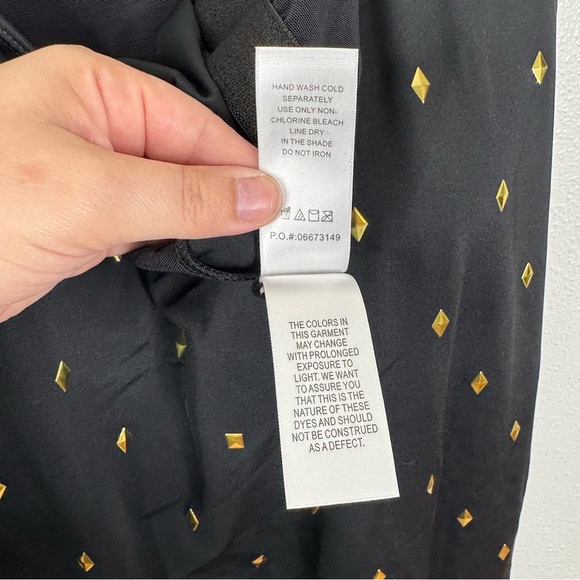 HAND WASH COLD
SEPARATELY
USE ONLY NON-
CHLORINE BLEACH
LINE DRY
IN THE SHADE
DO NOT IRON
P.O.#:06673149
THE COLORS IN
THIS GARMENT
MAY CHANGE
WITH PROLONGED
EXPOSURE TO
LIGHT. WE WANT
TO ASSURE YOU
THAT THIS IS THE
NATURE OF THESE
DYES AND SHOULD
NOT BE CONSTRUED
AS A DEFECT.